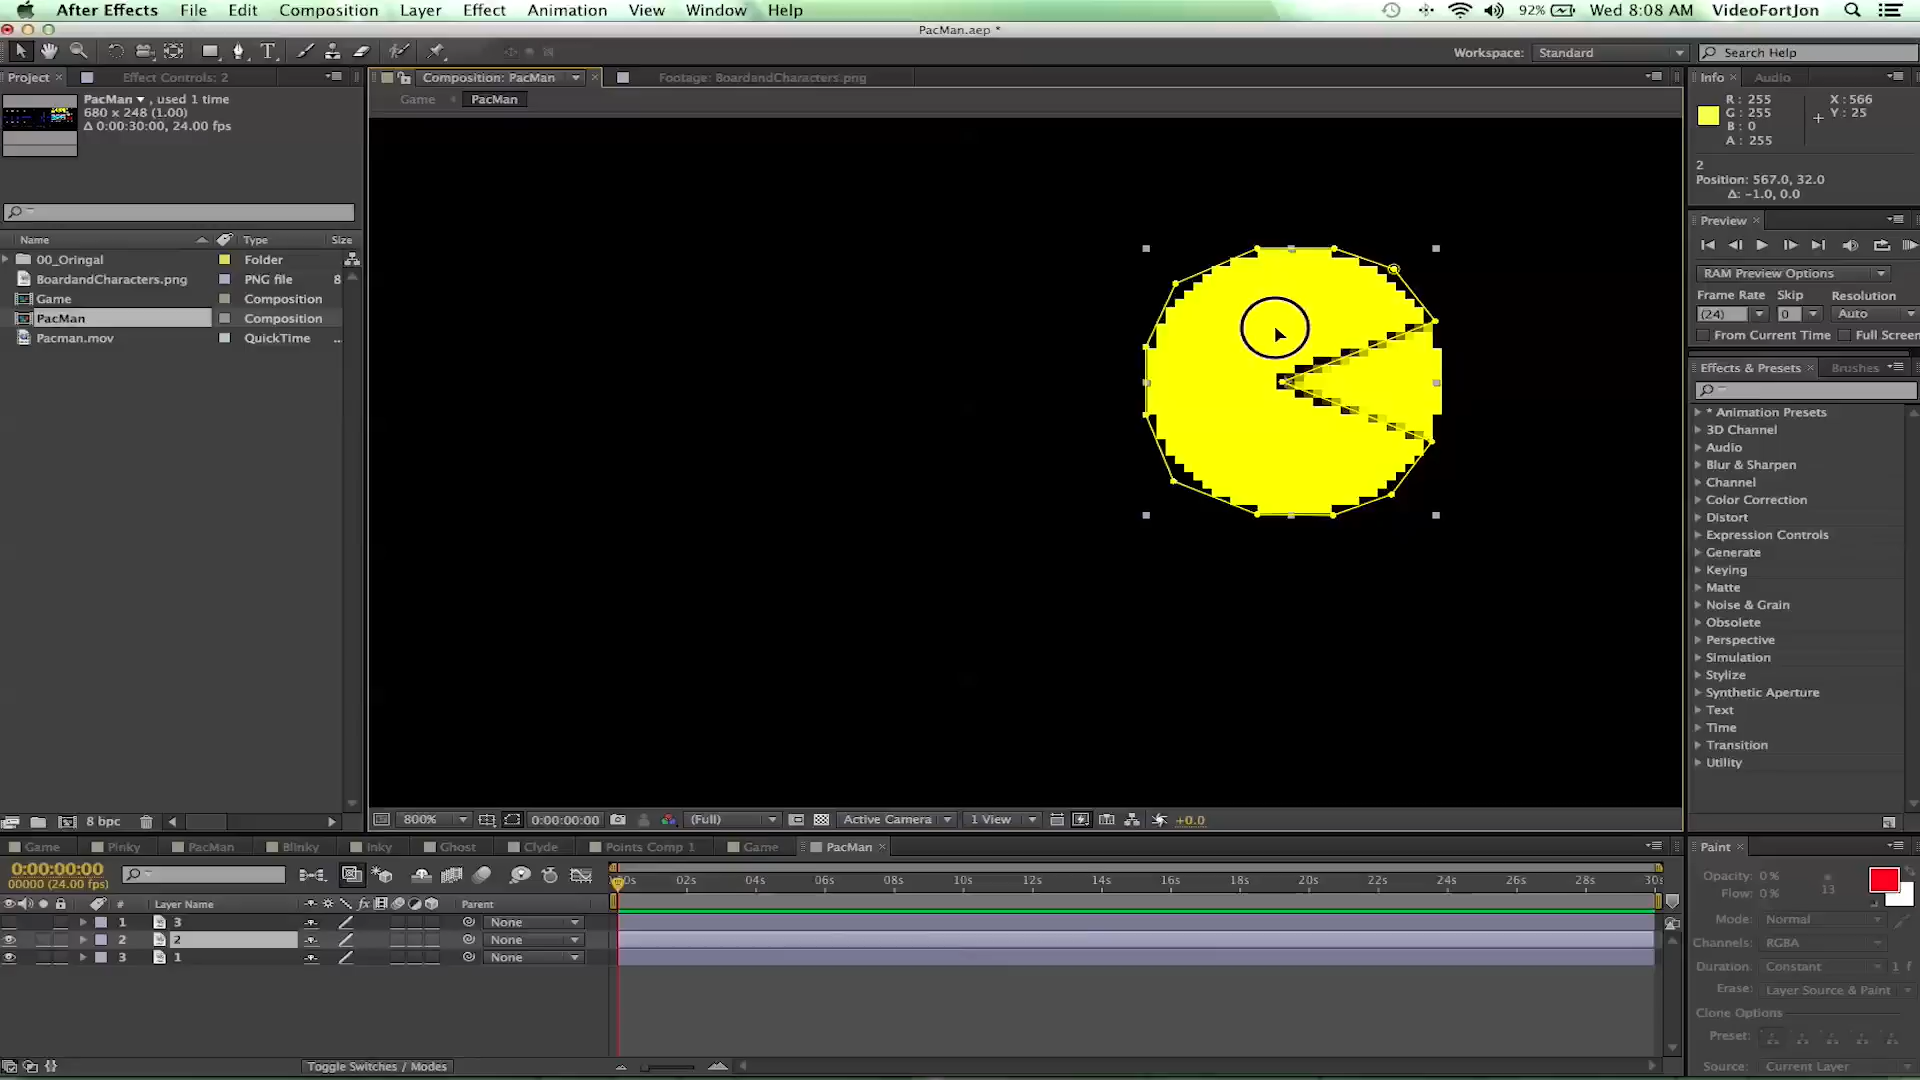 After Effects File Edit Composition Layer Effect Animation View Window Help 92% Wed 8:08 AM VideoFortJon
PacMan.aep *
Workspace: Standard Search Help
Project Effect Controls: 2 Composition: PacMan Footage: BoardandCharacters.png Info Audio
PacMan , used 1 time
680 x 248 (1.00)
Δ 0:00:30:00, 24.00 fps
Game PacMan
R: 255 X: 566
G: 255 Y: 25
B: 0
A: 255
2
Position: 567.0, 32.0
Δ: -1.0, 0.0
Preview
Name Type Size
00_Oringal Folder
BoardandCharacters.png PNG file 8
Game Composition
PacMan Composition
Pacman.mov QuickTime ..
RAM Preview Options
Frame Rate Skip Resolution
(24) 0 Auto
From Current Time Full Screen
Effects & Presets Brushes
* Animation Presets
3D Channel
Audio
Blur & Sharpen
Channel
Color Correction
Distort
Expression Controls
Generate
Keying
Matte
Noise & Grain
Obsolete
Perspective
Simulation
Stylize
Synthetic Aperture
Text
Time
Transition
Utility
8 bpc 800% 0:00:00:00 (Full) Active Camera 1 View +0.0
Game Pinky PacMan Blinky Inky Ghost Clyde Points Comp 1 Game PacMan
0:00:00:00
00000 (24.00 fps)
02s 04s 06s 08s 10s 12s 14s 16s 18s 20s 22s 24s 26s 28s 30s
# Layer Name Parent
1 3 None
2 2 None
3 1 None
Toggle Switches / Modes
Paint
Opacity: 0 %
Flow: 0 % 13
Mode: Normal
Channels: RGBA
Duration: Constant 1 f
Erase: Layer Source & Paint
Clone Options
Preset:
Source: Current Layer